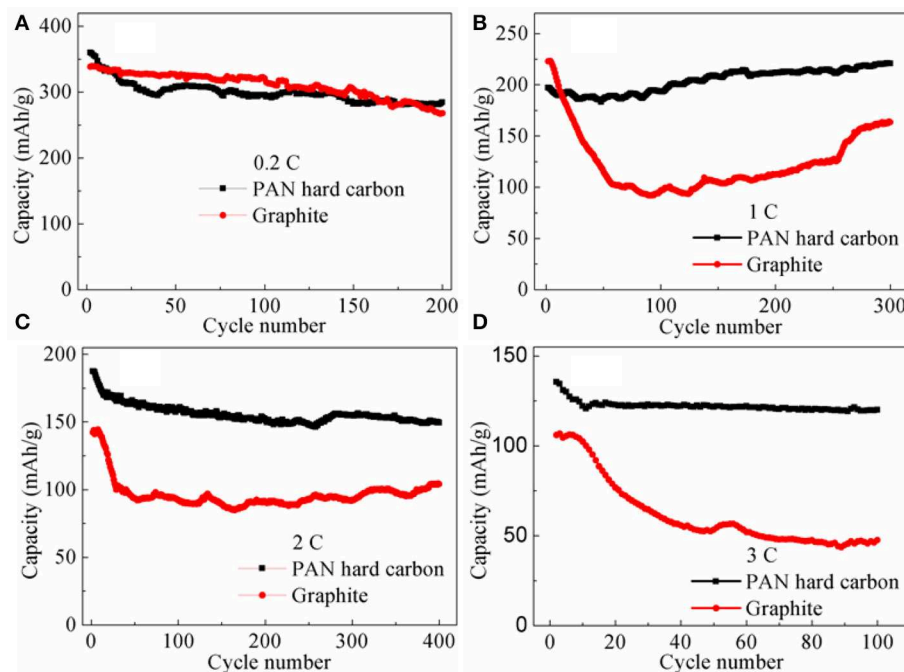 A
400
350
300
250
200
150
100
50
0
Capacity (mAh/g)
0.2 C
PAN hard carbon
Graphite
0 50 100 150 200
Cycle number
B
225
200
150
100
50
0
Capacity (mAh/g)
1 C
PAN hard carbon
Graphite
0 100 200 300
Cycle number
C
200
150
100
50
0
Capacity (mAh/g)
2 C
PAN hard carbon
Graphite
0 100 200 300 400
Cycle number
D
150
100
50
0
Capacity (mAh/g)
3 C
PAN hard carbon
Graphite
0 20 40 60 80 100
Cycle number